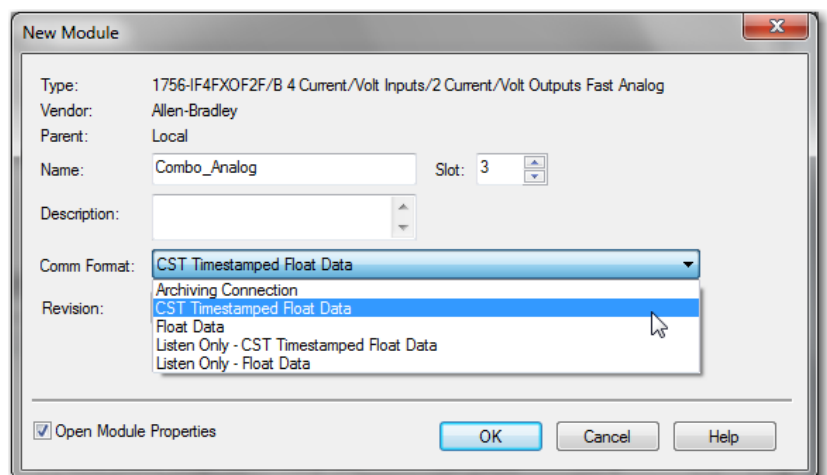 New Module
Type: 1756-IF4FXOF2F/B 4 Current/Volt Inputs/2 Current/Volt Outputs Fast Analog
Vendor: Allen-Bradley
Parent: Local
Name: Combo_Analog Slot: 3
Description:
Comm Format: CST Timestamped Float Data
Archiving Connection
Revision: CST Timestamped Float Data
Float Data
Listen Only - CST Timestamped Float Data
Listen Only - Float Data
Open Module Properties OK Cancel Help